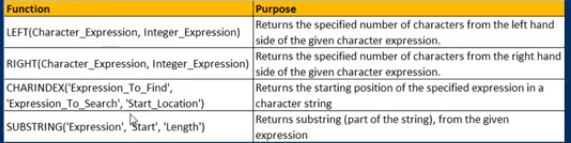 Function Purpose
LEFT(Character_Expression, Integer_Expression) Returns the specified number of characters from the left hand
side of the given character expression.
RIGHT(Character_Expression, Integer_Expression) Returns the specified number of characters from the right hand
side of the given character expression.
CHARINDEX('Expression_To_Find', Returns the starting position of the specified expression in a
'Expression_To_Search', 'Start_Location') character string
SUBSTRING('Expression', 'Start', 'Length') Returns substring (part of the string), from the given
expression